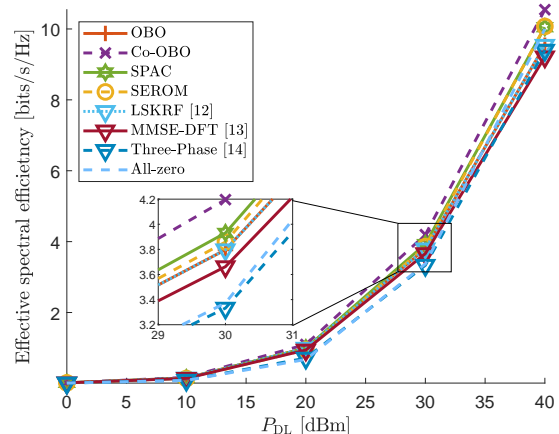 10
8
6
4
2
0
5
10
15
20
25
30
35
40
Effective spectral efficietncy [bits/s/Hz]
P_DL [dBm]
OBO
Co-OBO
SPAC
SEROM
LSKRF [12]
MMSE-DFT [13]
Three-Phase [14]
All-zero
4.2
4
3.8
3.6
3.4
3.2
29
30
31